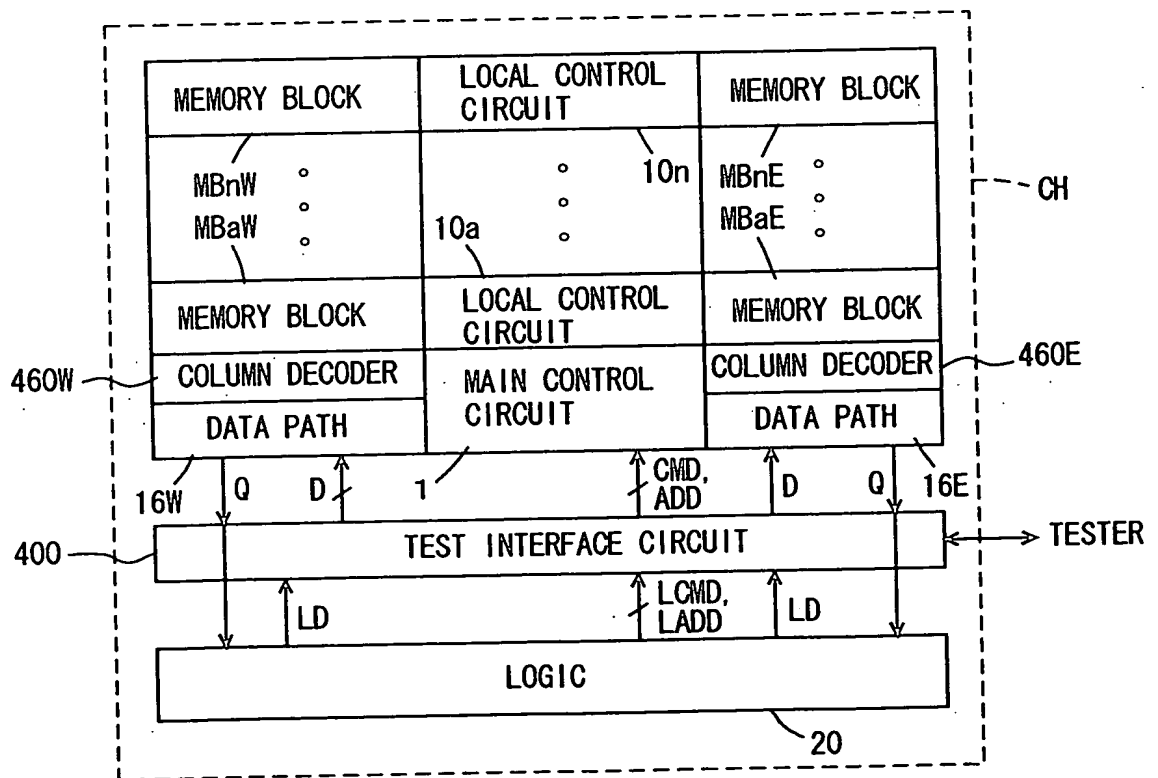 MEMORY BLOCK
LOCAL CONTROL
CIRCUIT
MEMORY BLOCK
MBnW
10n
MBnE
CH
MBaW
10a
MBaE
MEMORY BLOCK
LOCAL CONTROL
CIRCUIT
MEMORY BLOCK
460W
COLUMN DECODER
MAIN CONTROL
CIRCUIT
COLUMN DECODER
460E
DATA PATH
DATA PATH
16W
Q
D
1
CMD,
ADD
D
Q
16E
400
TEST INTERFACE CIRCUIT
TESTER
LD
LCMD,
LADD
LD
LOGIC
20